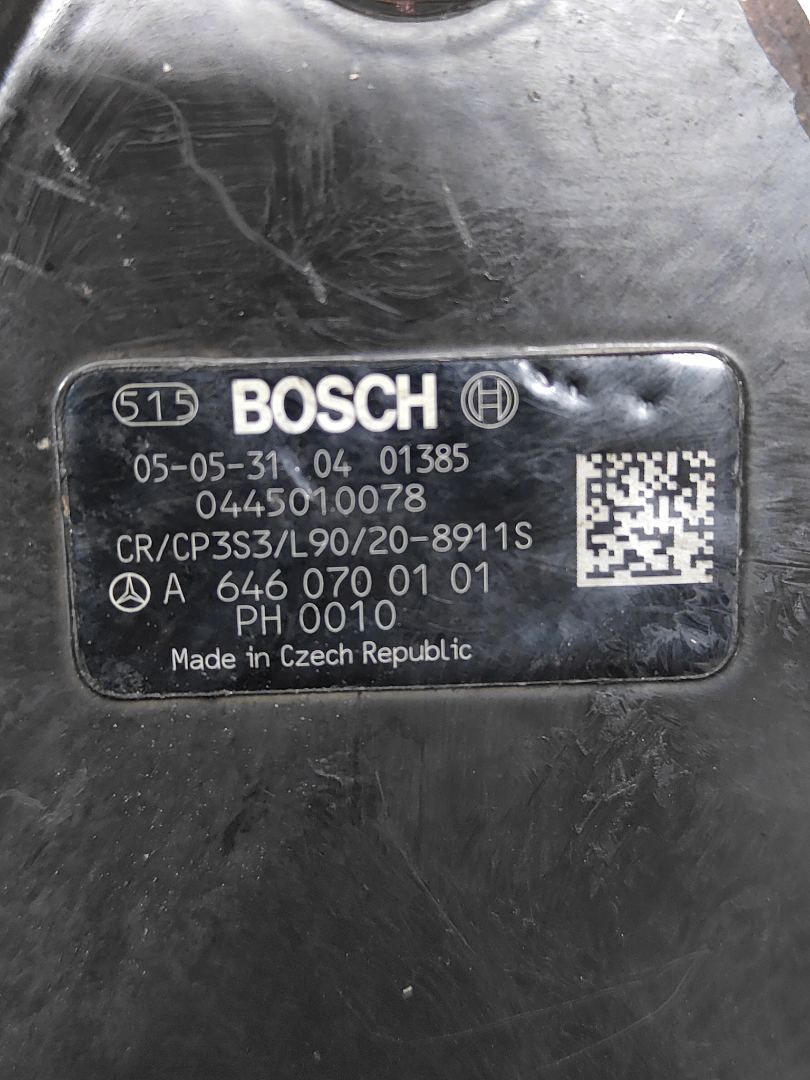 515 BOSCH
05-05-31 04 01385
0445010078
CR/CP3S3/L90/20-8911S
A 646 070 01 01
PH 0010
Made in Czech Republic